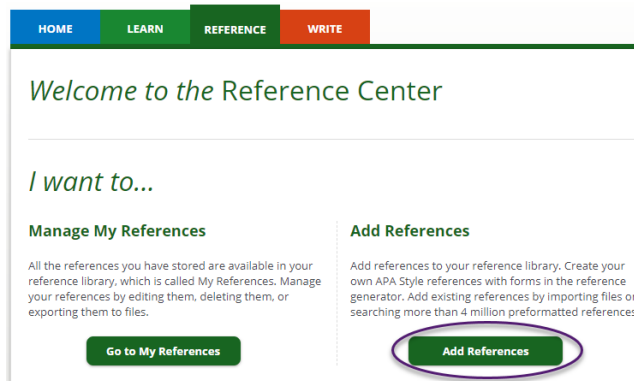 HOME LEARN REFERENCE WRITE
Welcome to the Reference Center
I want to...
Manage My References
All the references you have stored are available in your
reference library, which is called My References. Manage
your references by editing them, deleting them, or
exporting them to files.
Go to My References
Add References
Add references to your reference library. Create your
own APA Style references with forms in the reference
generator. Add existing references by importing files or
searching more than 4 million preformatted references
Add References